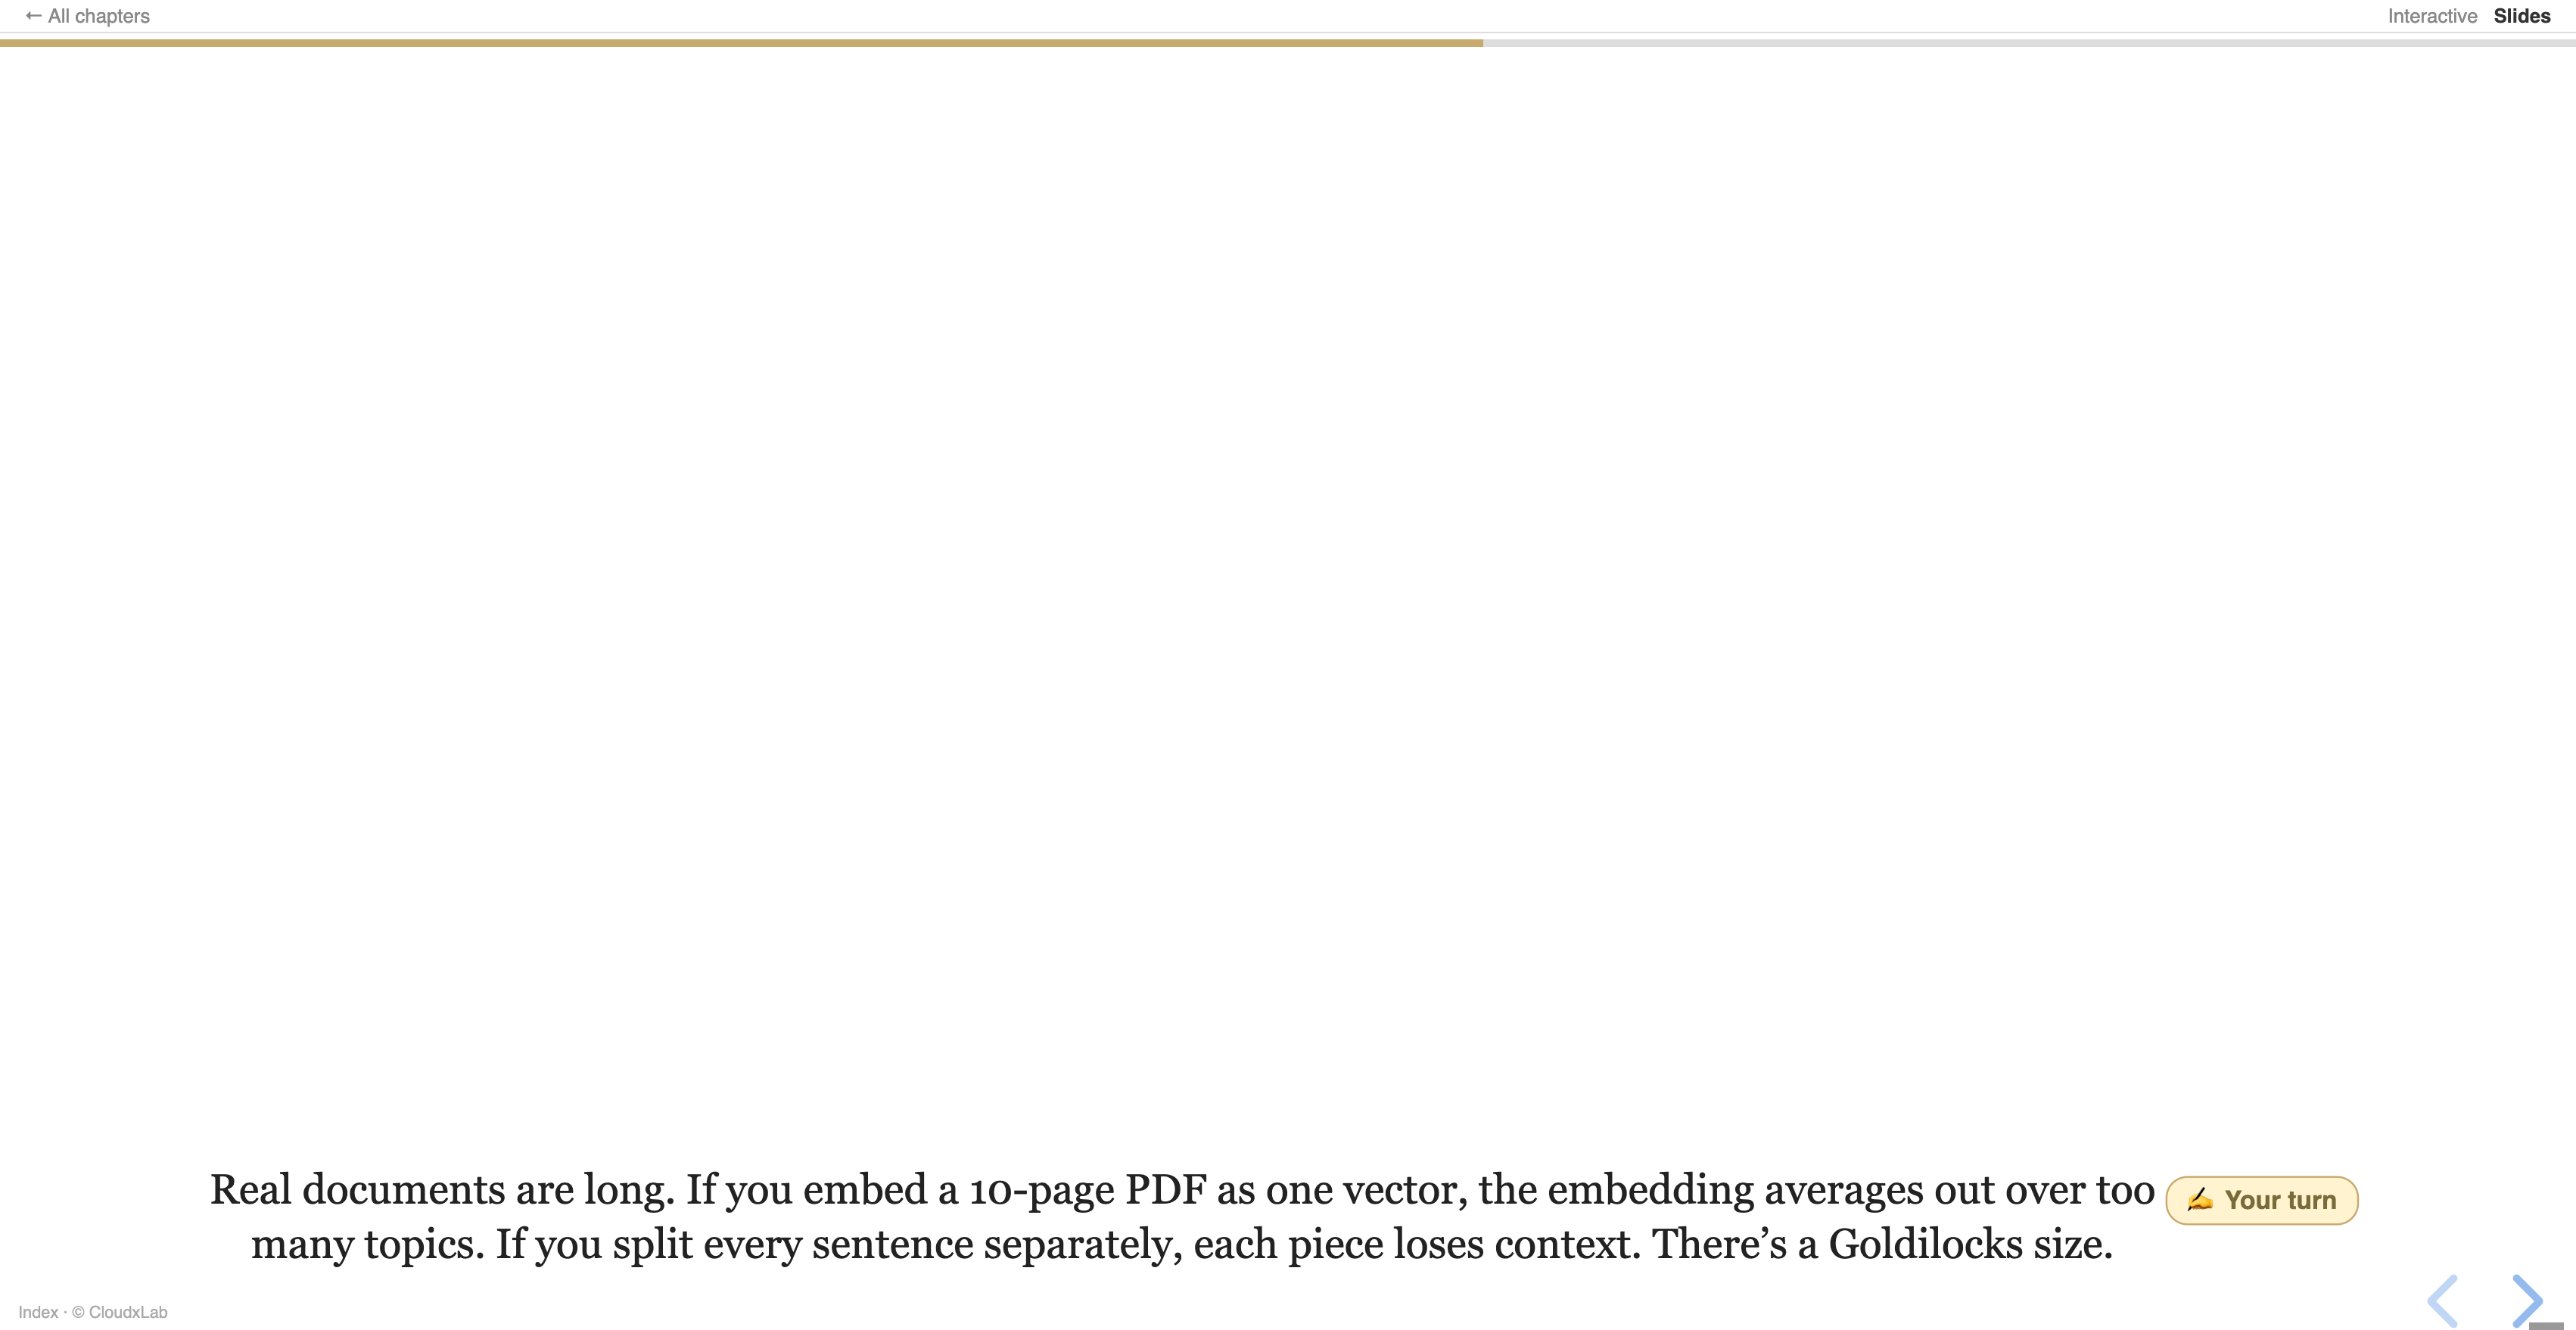 ← All chapters
Interactive Slides
Real documents are long. If you embed a 10-page PDF as one vector, the embedding averages out over too
many topics. If you split every sentence separately, each piece loses context. There’s a Goldilocks size.
✍️ Your turn
Index · © CloudxLab